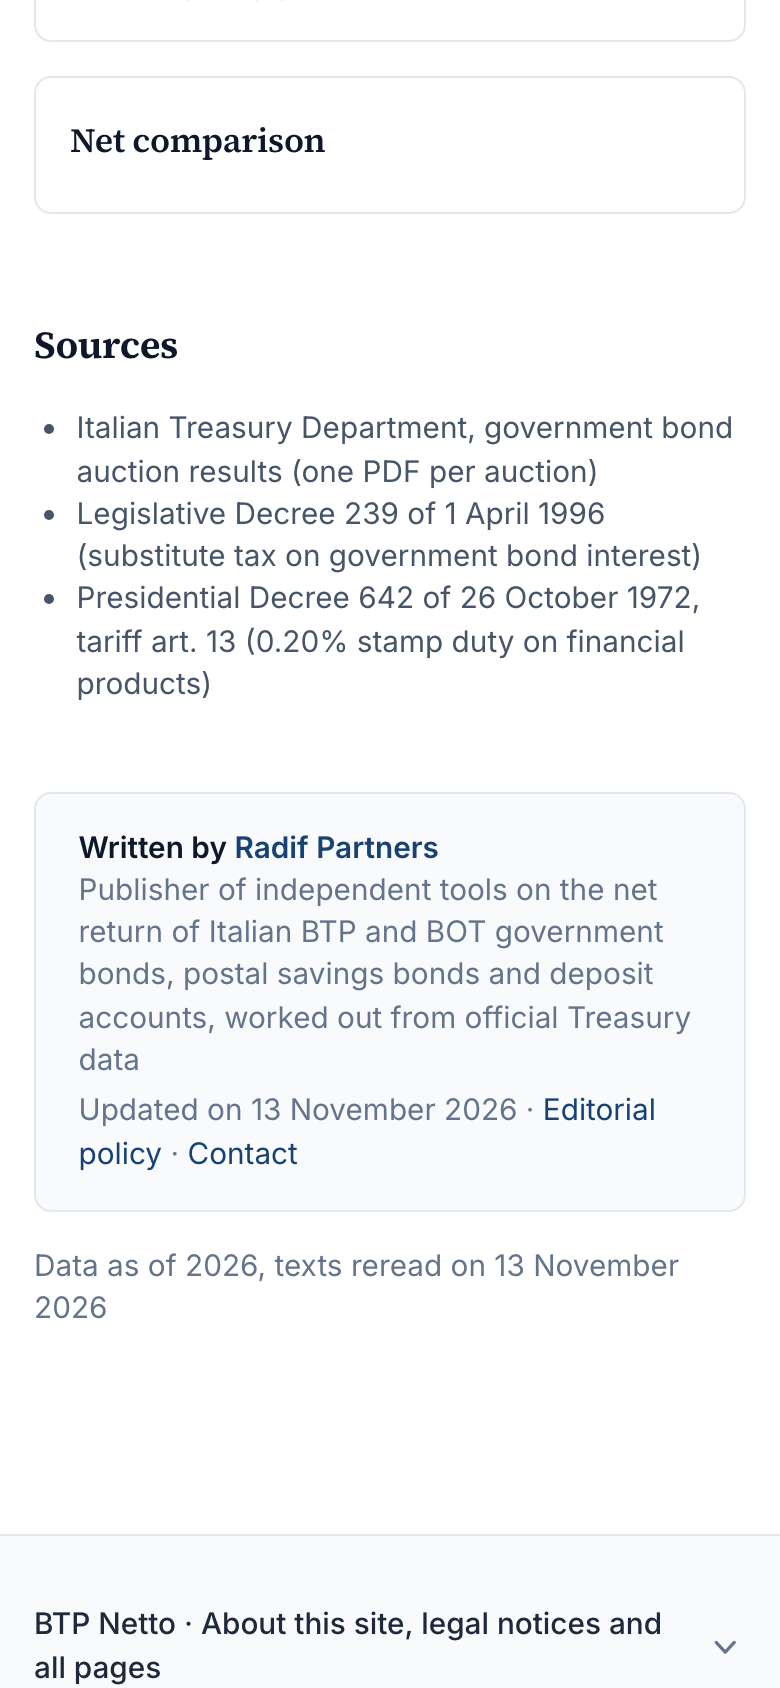 Net comparison
Sources
• Italian Treasury Department, government bond
auction results (one PDF per auction)
• Legislative Decree 239 of 1 April 1996
(substitute tax on government bond interest)
• Presidential Decree 642 of 26 October 1972,
tariff art. 13 (0.20% stamp duty on financial
products)
Written by Radif Partners
Publisher of independent tools on the net
return of Italian BTP and BOT government
bonds, postal savings bonds and deposit
accounts, worked out from official Treasury
data
Updated on 13 November 2026 · Editorial
policy · Contact
Data as of 2026, texts reread on 13 November
2026
BTP Netto · About this site, legal notices and
all pages